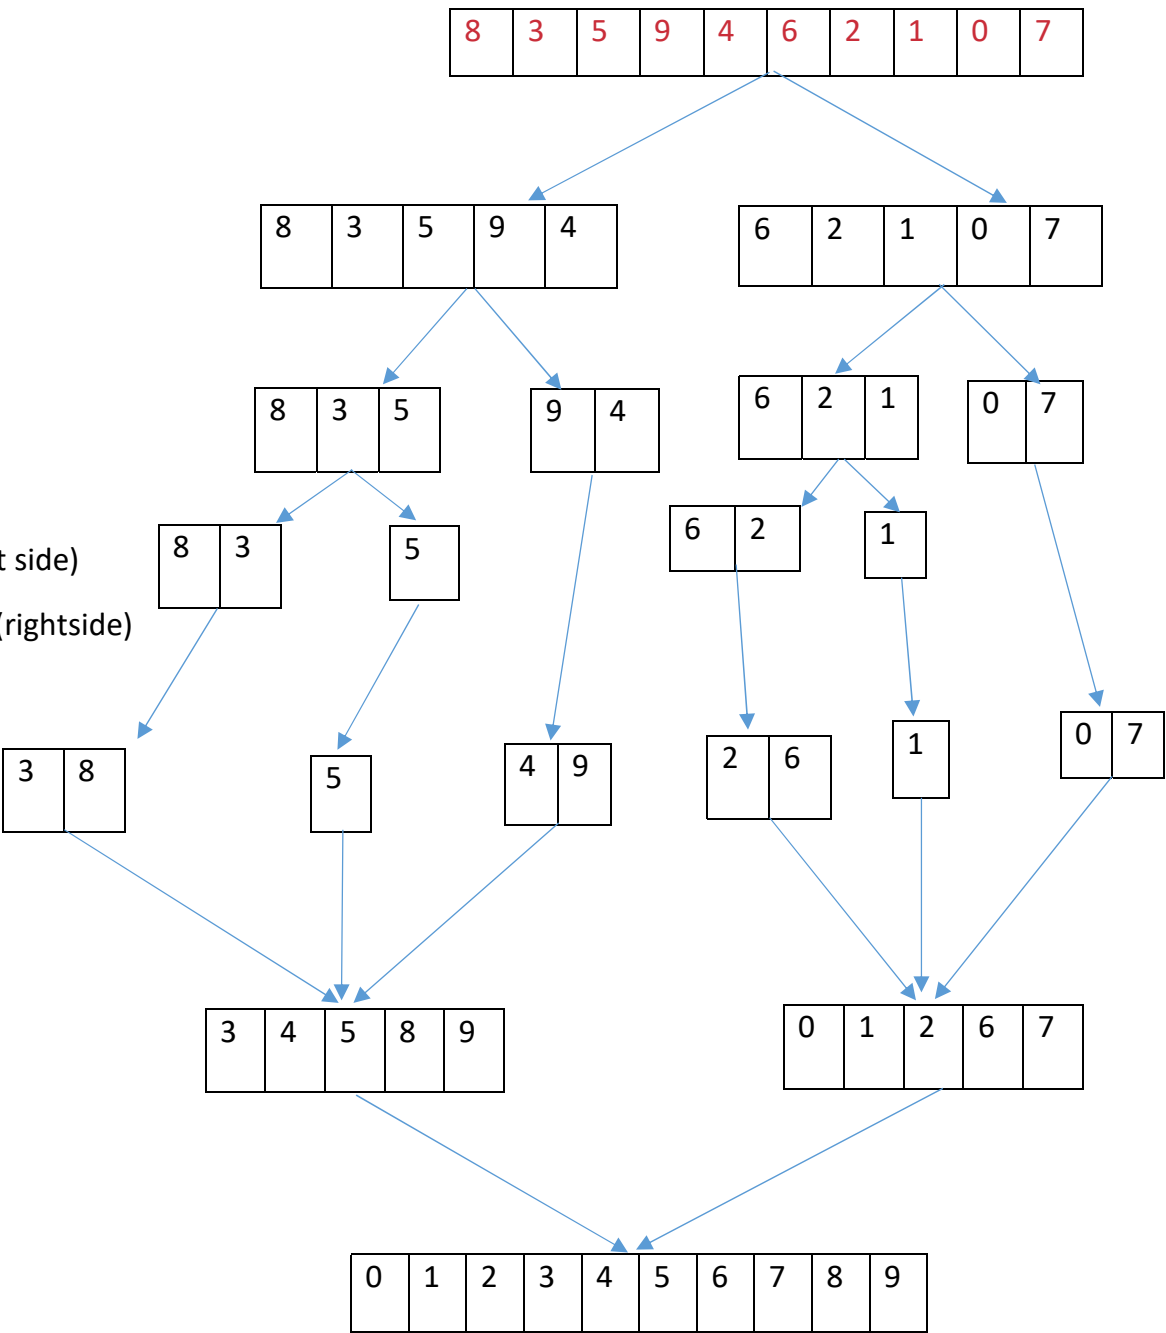 8 3 5 9 4 6 2 1 0 7
8 3 5 9 4 6 2 1 0 7
8 3 5 9 4 6 2 1 0 7
8 3 5 6 2 1
t side)
(rightside)
3 8 5 4 9 2 6 1 0 7
3 4 5 8 9 0 1 2 6 7
0 1 2 3 4 5 6 7 8 9